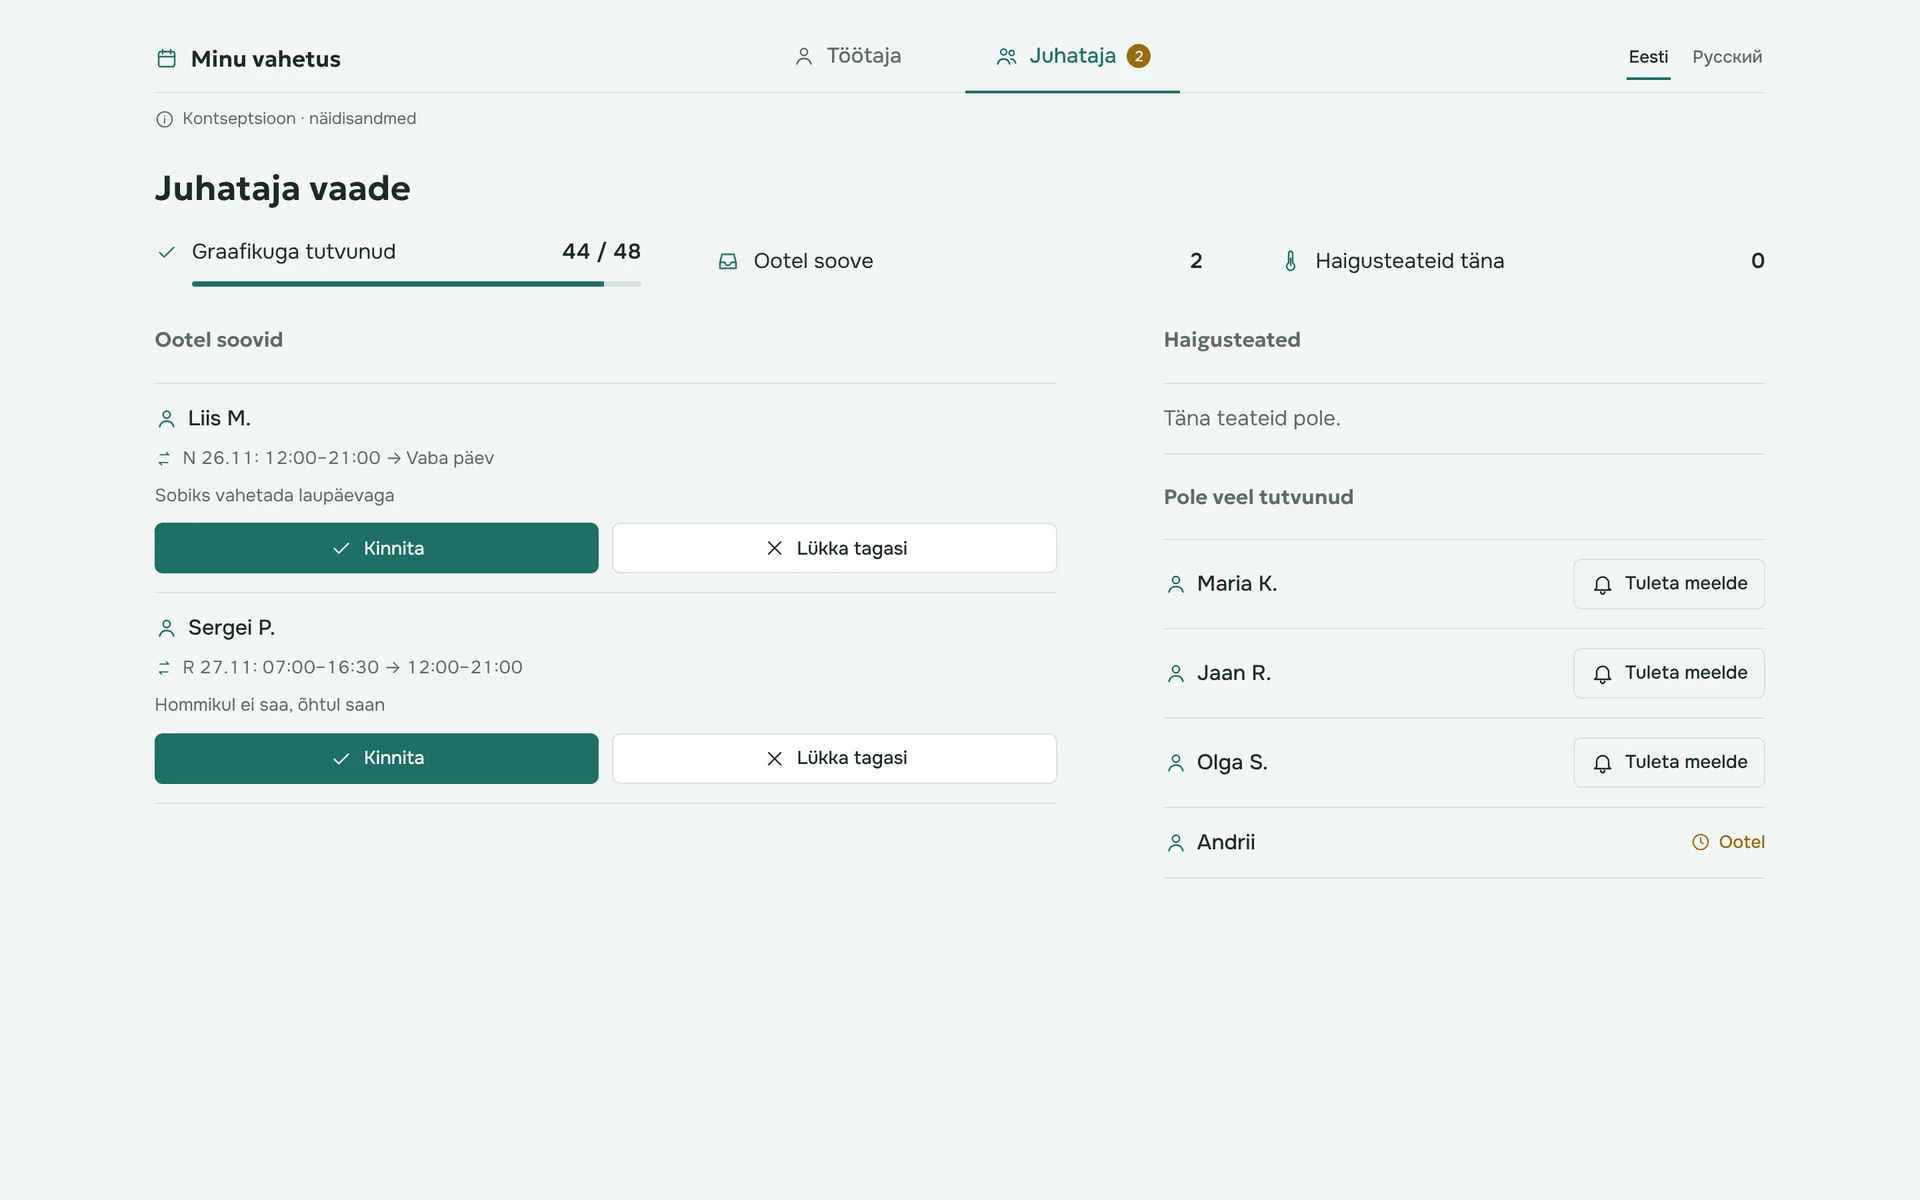 Minu vahetus
Töötaja
Juhataja 2
Eesti
Русский
Kontseptsioon · näidisandmed
Juhataja vaade
Graafikuga tutvunud 44 / 48
Ootel soove 2
Haigusteateid täna 0
Ootel soovid
Liis M.
N 26.11: 12:00–21:00 → Vaba päev
Sobiks vahetada laupäevaga
Kinnita
Lükka tagasi
Sergei P.
R 27.11: 07:00–16:30 → 12:00–21:00
Hommikul ei saa, õhtul saan
Kinnita
Lükka tagasi
Haigusteated
Täna teateid pole.
Pole veel tutvunud
Maria K. Tuleta meelde
Jaan R. Tuleta meelde
Olga S. Tuleta meelde
Andrii Ootel